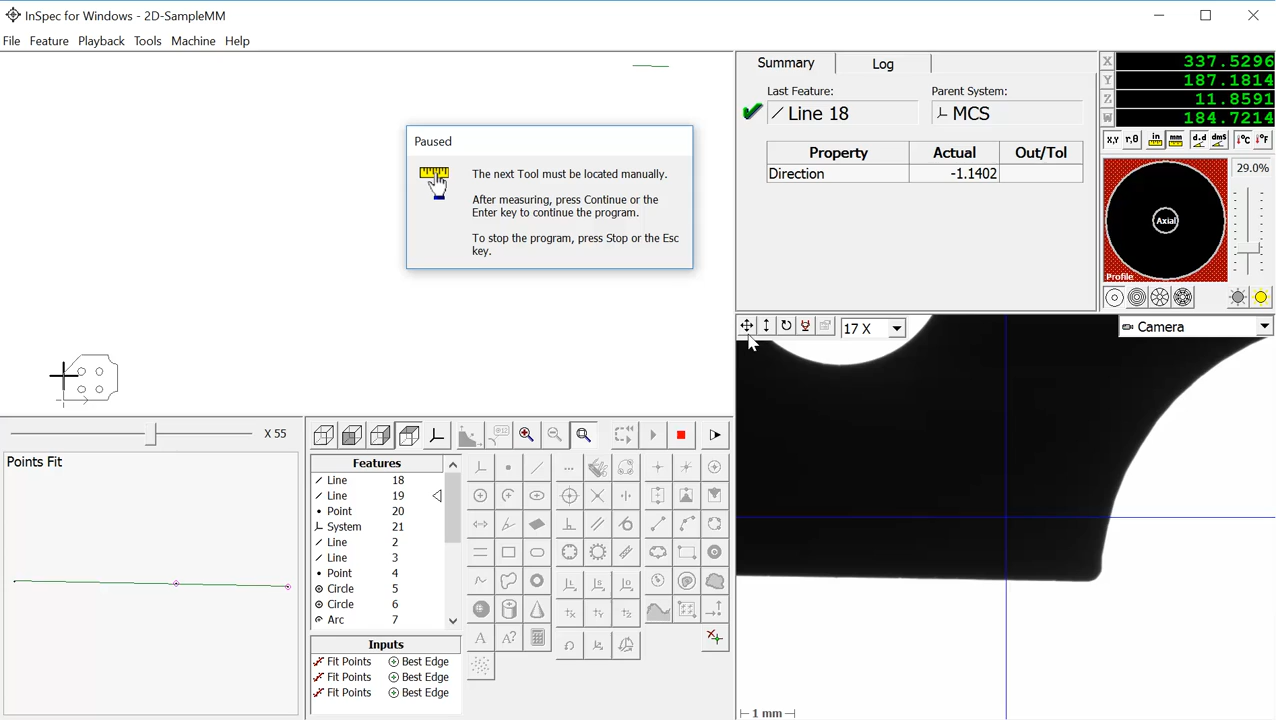 InSpec for Windows - 2D-SampleMM
File Feature Playback Tools Machine Help
Summary Log
Last Feature: Parent System:
Line 18 MCS
Property Actual Out/Tol
Direction -1.1402
X 337.5296
Y 187.1814
Z 11.8591
W 184.7214
x,y r,θ in mm d.d dms °C °F
29.0%
Axial
Profile
Paused
The next Tool must be located manually.
After measuring, press Continue or the
Enter key to continue the program.
To stop the program, press Stop or the Esc
key.
17 X
Camera
X 55
Points Fit
Features
Line 18
Line 19
Point 20
System 21
Line 2
Line 3
Point 4
Circle 5
Circle 6
Arc 7
Inputs
Fit Points Best Edge
Fit Points Best Edge
Fit Points Best Edge
1 mm